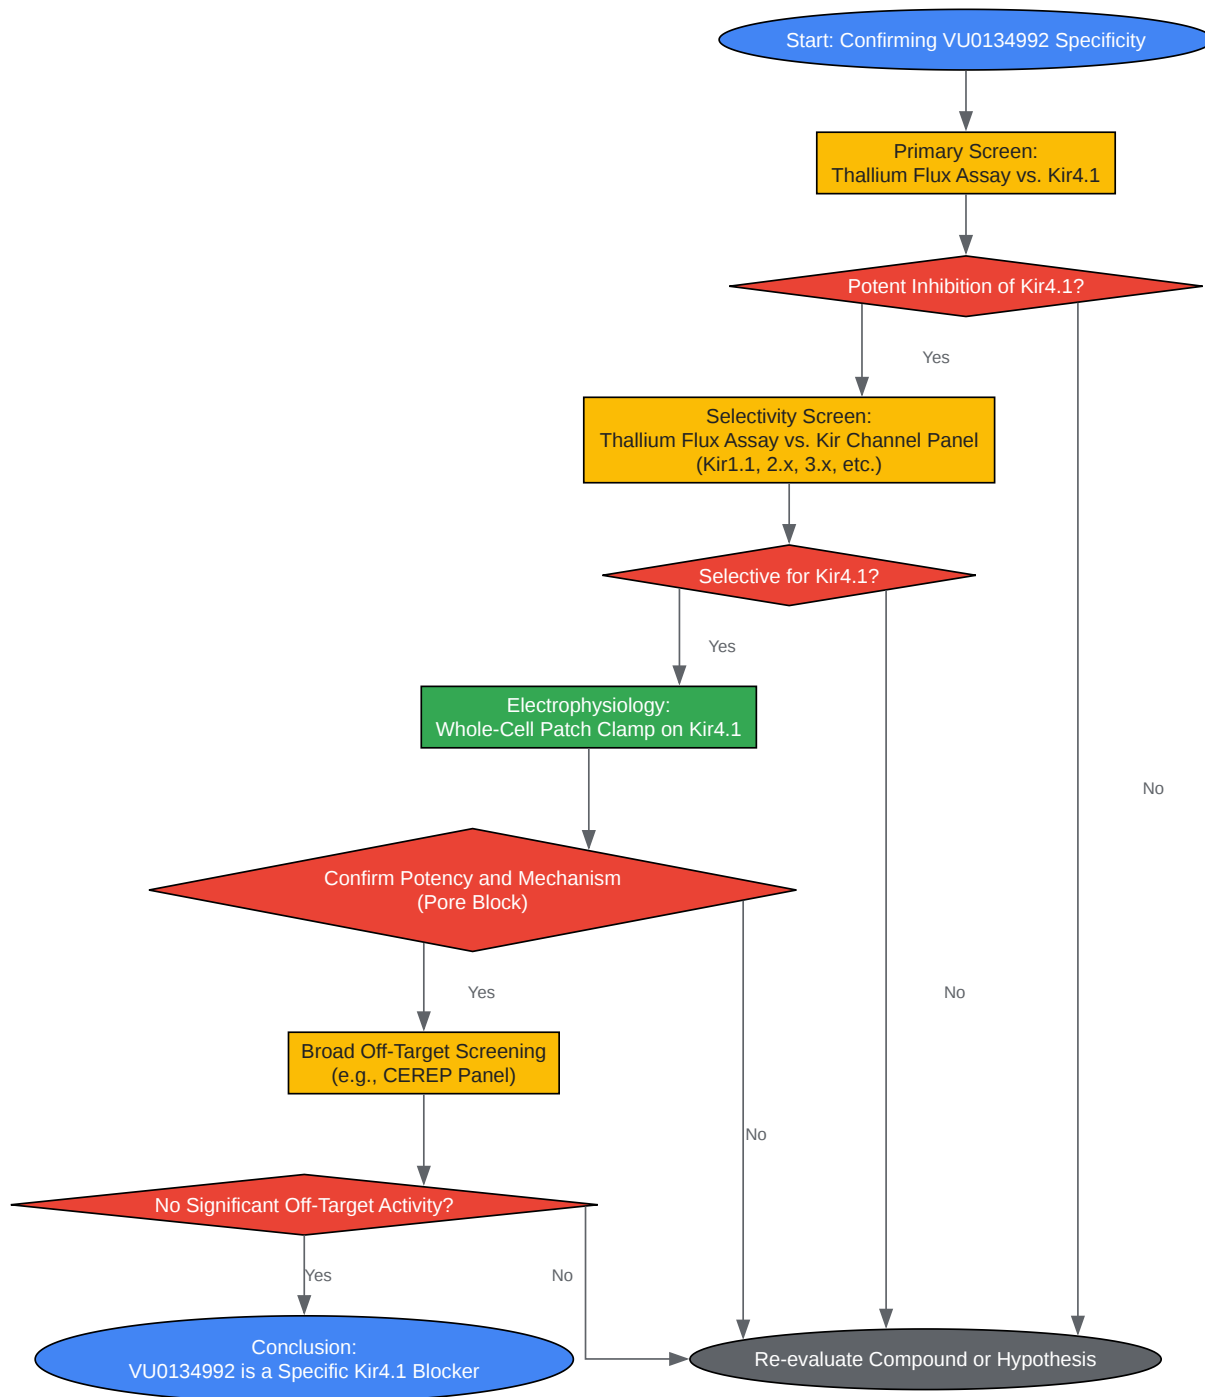 Start: Confirming VU0134992 Specificity
Primary Screen:
Thallium Flux Assay vs. Kir4.1
Potent Inhibition of Kir4.1?
Yes
Selectivity Screen:
Thallium Flux Assay vs. Kir Channel Panel
(Kir1.1, 2.x, 3.x, etc.)
Selective for Kir4.1?
Yes
Electrophysiology:
Whole-Cell Patch Clamp on Kir4.1
No
Confirm Potency and Mechanism
(Pore Block)
Yes
No
Broad Off-Target Screening
(e.g., CEREP Panel)
No
No Significant Off-Target Activity?
Yes
No
Conclusion:
VU0134992 is a Specific Kir4.1 Blocker
Re-evaluate Compound or Hypothesis